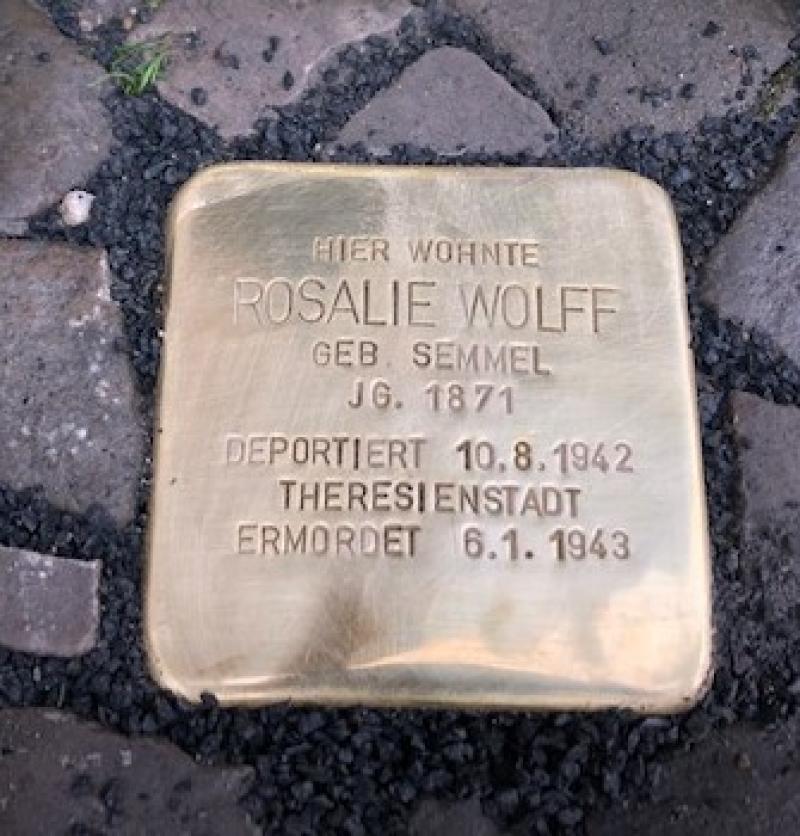 HIER WOHNTE
ROSALIE WOLFF
GEB. SEMMEL
JG. 1871
DEPORTIERT 10.8.1942
THERESIENSTADT
ERMORDET 6.1.1943